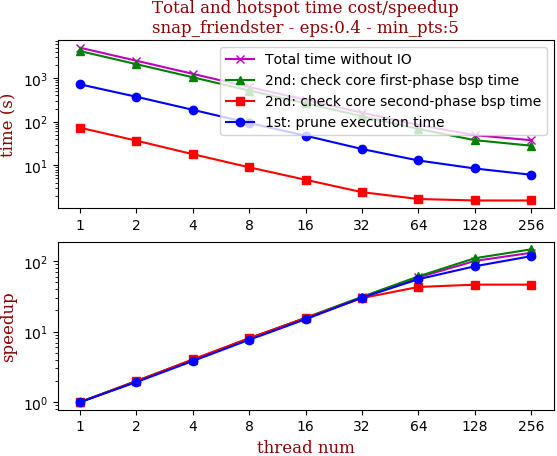 Total and hotspot time cost/speedup
snap_friendster - eps:0.4 - min_pts:5
time (s)
10³
10²
10¹
Total time without IO
2nd: check core first-phase bsp time
2nd: check core second-phase bsp time
1st: prune execution time
1 2 4 8 16 32 64 128 256
speedup
10²
10¹
10⁰
1 2 4 8 16 32 64 128 256
thread num